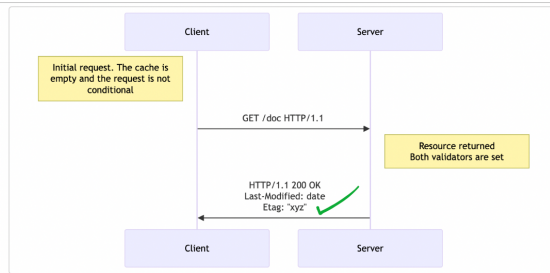 Client
Server
Initial request. The cache is
empty and the request is not
conditional
GET /doc HTTP/1.1
Resource returned
Both validators are set
HTTP/1.1 200 OK
Last-Modified: date
Etag: "xyz"
Client
Server